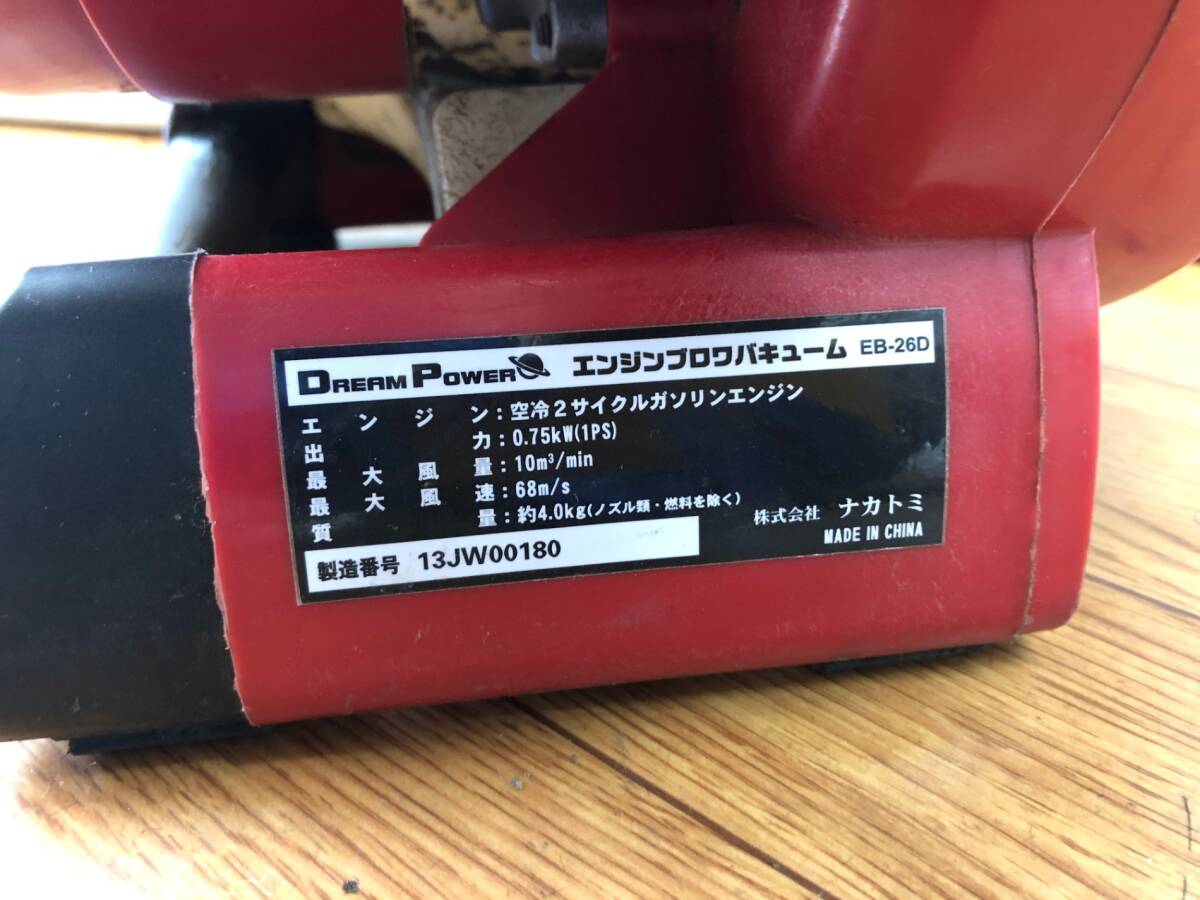 DREAM POWER エンジンブロワバキューム EB-26D
エンジン：空冷2サイクルガソリンエンジン
出力：0.75kW(1PS)
最大風量：10m³/min
最大風速：68m/s
質量：約4.0kg(ノズル類・燃料を除く)
株式会社 ナカトミ
MADE IN CHINA
製造番号 13JW00180